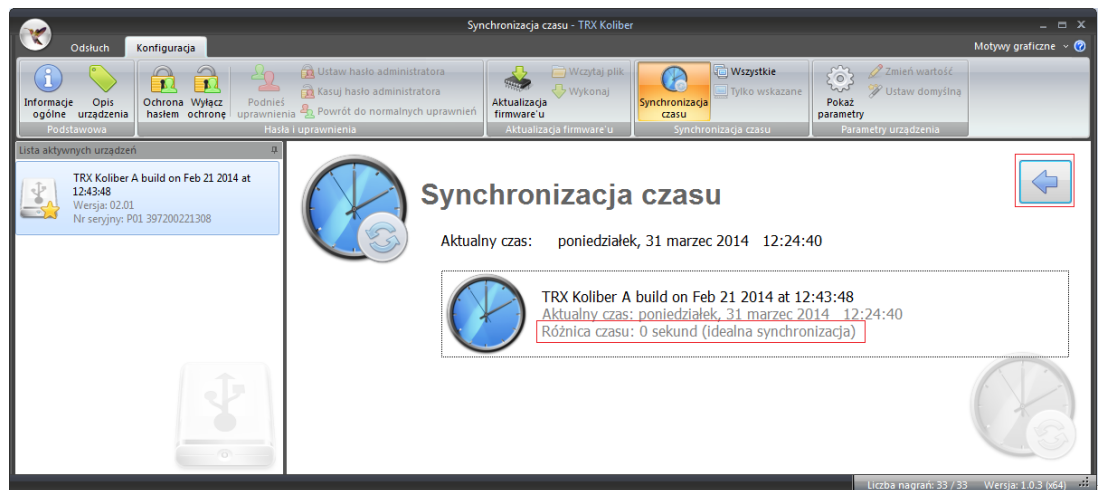 Synchronizacja czasu - TRX Koliber
Odsłuch
Konfiguracja
Motywy graficzne
Informacje ogólne
Opis urządzenia
Podstawowa
Ochrona hasłem
Wyłącz ochronę
Podnieś uprawnienia
Ustaw hasło administratora
Kasuj hasło administratora
Powrót do normalnych uprawnień
Hasła i uprawnienia
Aktualizacja firmware'u
Wczytaj plik
Wykonaj
Aktualizacja firmware'u
Synchronizacja czasu
Wszystkie
Tylko wskazane
Synchronizacja czasu
Pokaż parametry
Zmień wartość
Ustaw domyślną
Parametry urządzenia
Lista aktywnych urządzeń
TRX Koliber A build on Feb 21 2014 at
12:43:48
Wersja: 02.01
Nr seryjny: P01 397200221308
Synchronizacja czasu
Aktualny czas: poniedziałek, 31 marzec 2014 12:24:40
TRX Koliber A build on Feb 21 2014 at 12:43:48
Aktualny czas: poniedziałek, 31 marzec 2014 12:24:40
Różnica czasu: 0 sekund (idealna synchronizacja)
Liczba nagrań: 33 / 33 Wersja: 1.0.3 (x64)